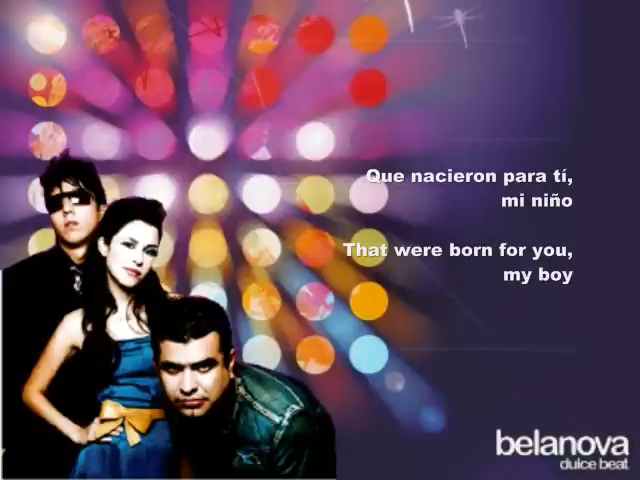 Que nacieron para tí,
mi niño
That were born for you,
my boy
belanova
dulce beat